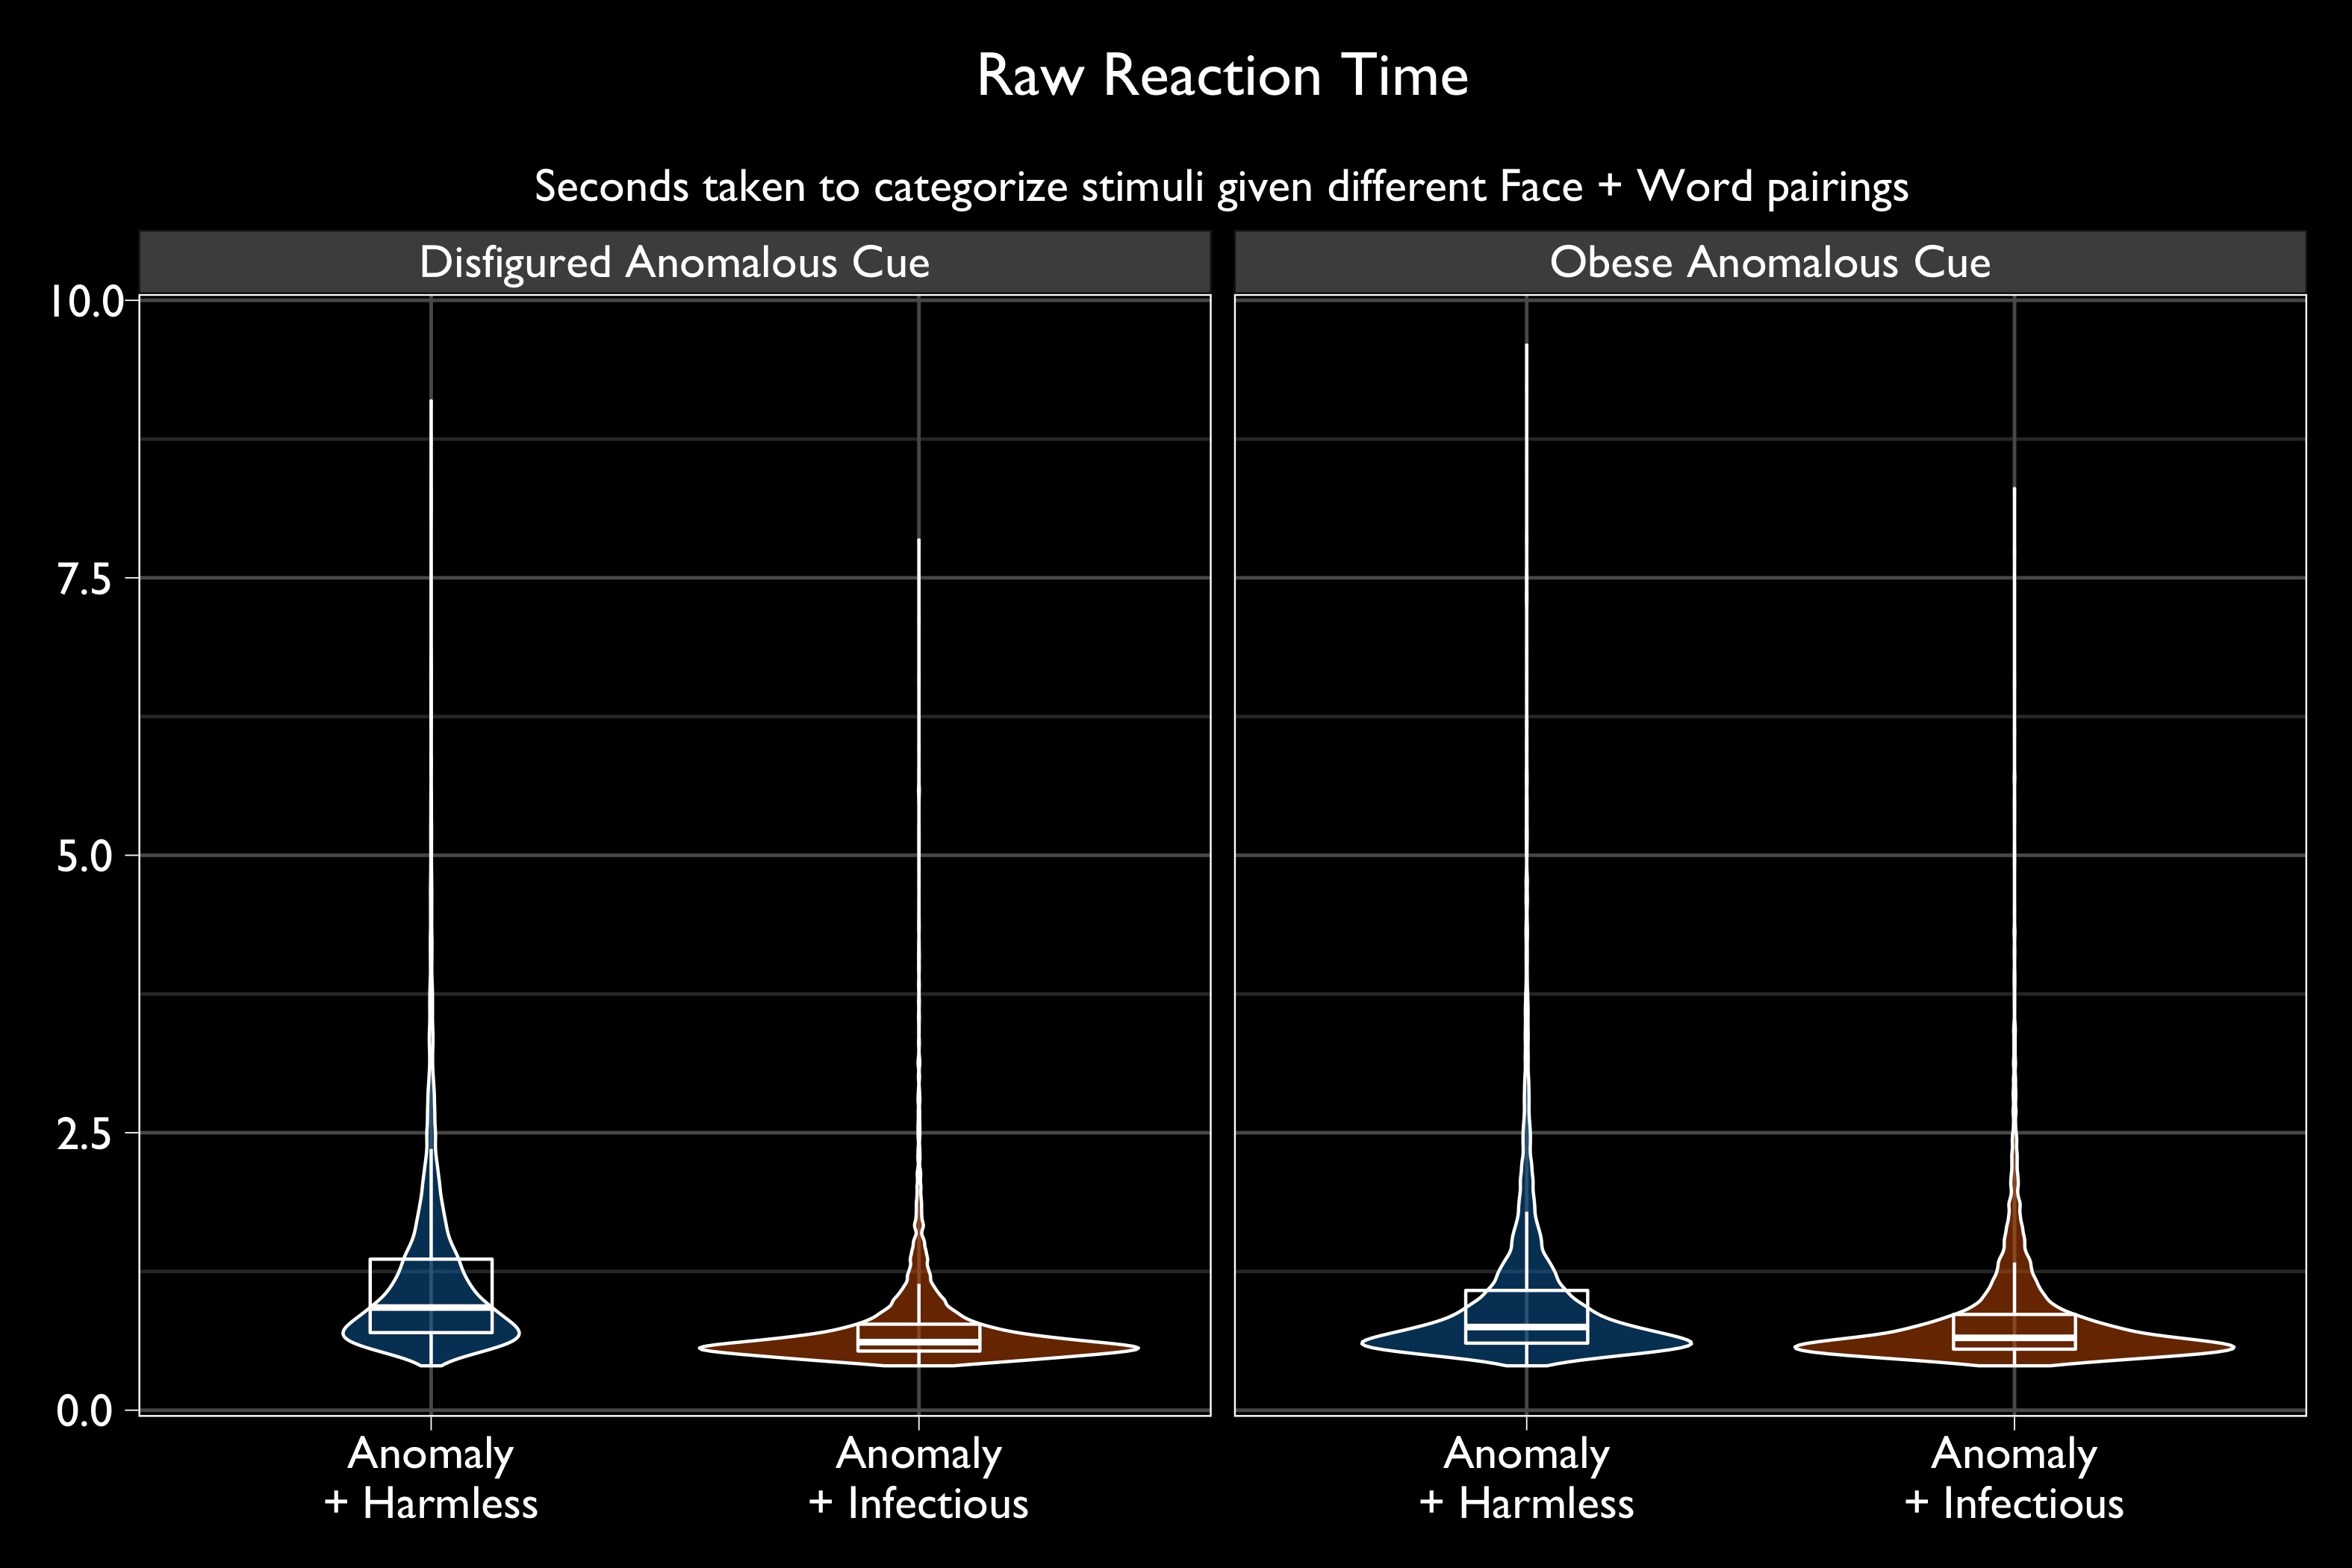 Raw Reaction Time
Seconds taken to categorize stimuli given different Face + Word pairings
Disfigured Anomalous Cue
Obese Anomalous Cue
10.0
7.5
5.0
2.5
0.0
Anomaly
+ Harmless
Anomaly
+ Infectious
Anomaly
+ Harmless
Anomaly
+ Infectious